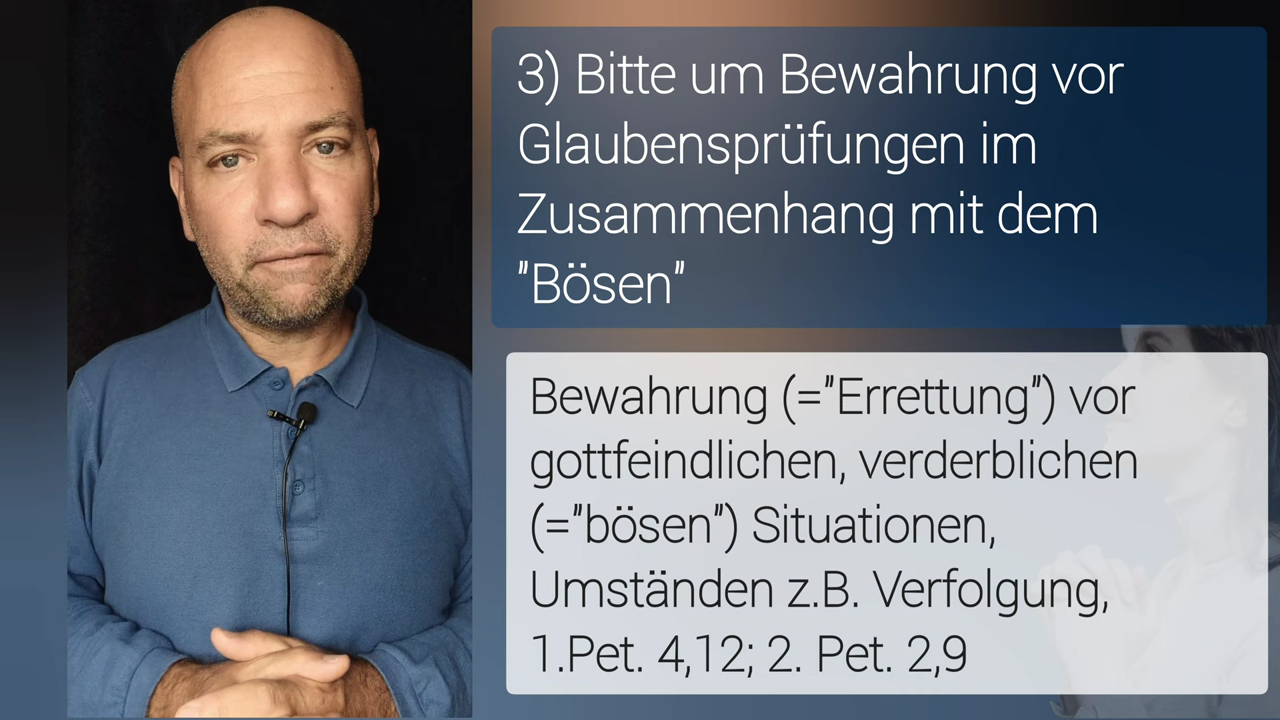 3) Bitte um Bewahrung vor
Glaubensprüfungen im
Zusammenhang mit dem
"Bösen"
Bewahrung (="Errettung") vor
gottfeindlichen, verderblichen
(="bösen") Situationen,
Umständen z.B. Verfolgung,
1.Pet. 4,12; 2. Pet. 2,9